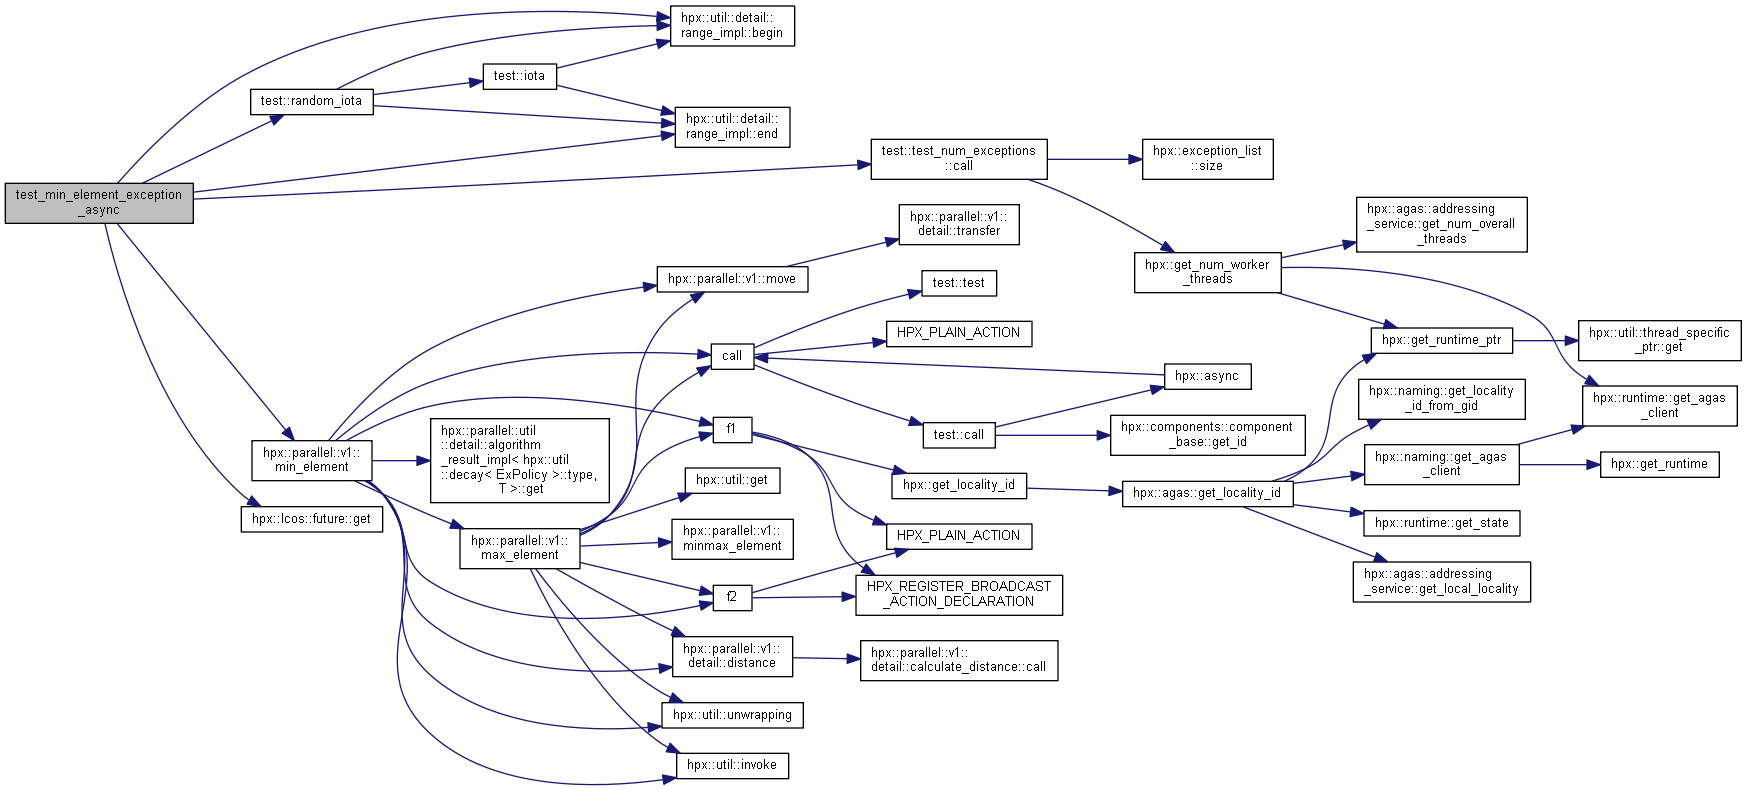 hpx::util::detail::
range_impl::begin
test::iota
test::random_iota
hpx::util::detail::
range_impl::end
test::test_num_exceptions
::call
hpx::exception_list
::size
test_min_element_exception
_async
hpx::parallel::v1::
detail::transfer
hpx::agas::addressing
_service::get_num_overall
_threads
hpx::get_num_worker
_threads
hpx::parallel::v1::move
test::test
HPX_PLAIN_ACTION
hpx::get_runtime_ptr
hpx::util::thread_specific
_ptr::get
call
hpx::async
hpx::naming::get_locality
_id_from_gid
hpx::runtime::get_agas
_client
hpx::parallel::util
::detail::algorithm
_result_impl< hpx::util
::decay< ExPolicy >::type,
T >::get
f1
test::call
hpx::components::component
_base::get_id
hpx::parallel::v1::
min_element
hpx::naming::get_agas
_client
hpx::get_runtime
hpx::util::get
hpx::get_locality_id
hpx::agas::get_locality_id
hpx::lcos::future::get
hpx::runtime::get_state
hpx::parallel::v1::
max_element
hpx::parallel::v1::
minmax_element
HPX_PLAIN_ACTION
hpx::agas::addressing
_service::get_local_locality
f2
HPX_REGISTER_BROADCAST
_ACTION_DECLARATION
hpx::parallel::v1::
detail::distance
hpx::parallel::v1::
detail::calculate_distance::call
hpx::util::unwrapping
hpx::util::invoke